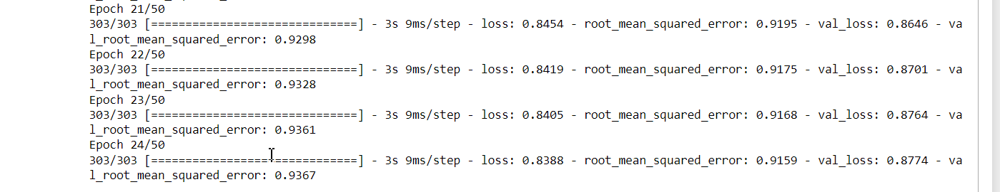 Epoch 21/50
303/303 [==============================] - 3s 9ms/step - loss: 0.8454 - root_mean_squared_error: 0.9195 - val_loss: 0.8646 - va
l_root_mean_squared_error: 0.9298
Epoch 22/50
303/303 [==============================] - 3s 9ms/step - loss: 0.8419 - root_mean_squared_error: 0.9175 - val_loss: 0.8701 - va
l_root_mean_squared_error: 0.9328
Epoch 23/50
303/303 [==============================] - 3s 9ms/step - loss: 0.8405 - root_mean_squared_error: 0.9168 - val_loss: 0.8764 - va
l_root_mean_squared_error: 0.9361
Epoch 24/50
303/303 [==============================] - 3s 9ms/step - loss: 0.8388 - root_mean_squared_error: 0.9159 - val_loss: 0.8774 - va
l_root_mean_squared_error: 0.9367